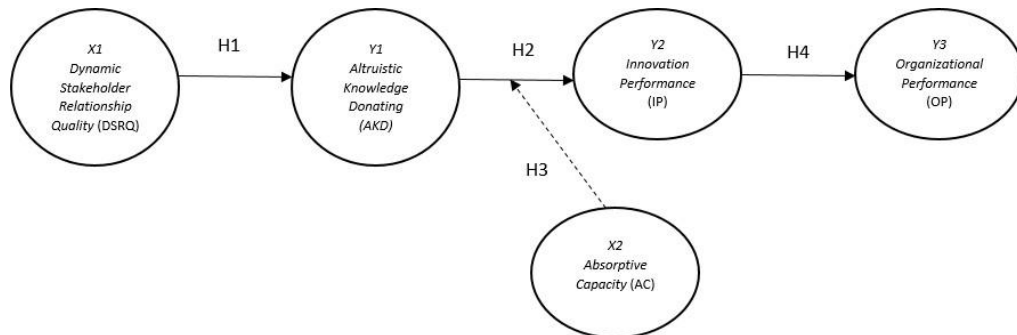 X1
Dynamic
Stakeholder
Relationship
Quality (DSRQ)
H1
Y1
Altruistic
Knowledge
Donating
(AKD)
H2
Y2
Innovation
Performance
(IP)
H4
Y3
Organizational
Performance
(OP)
H3
X2
Absorptive
Capacity (AC)